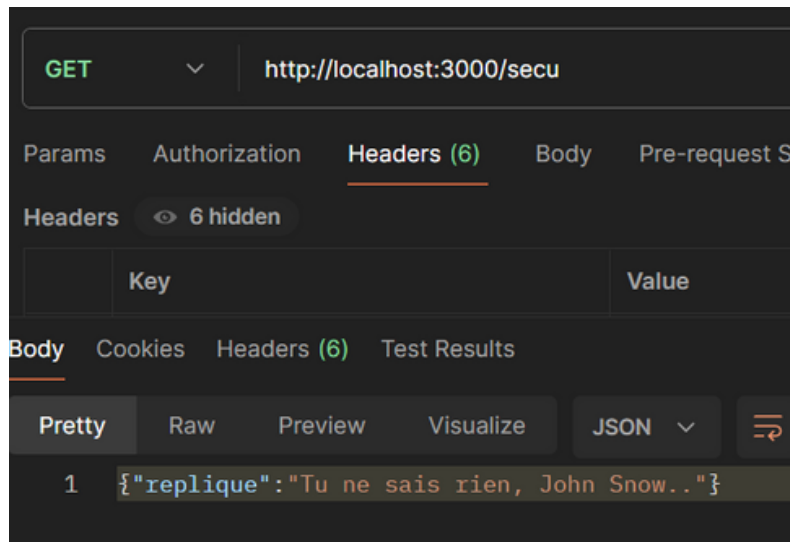 GET http://localhost:3000/secu
Params Authorization Headers (6) Body Pre-request S
Headers 6 hidden
Key Value
Body Cookies Headers (6) Test Results
Pretty Raw Preview Visualize JSON
1 {"replique":"Tu ne sais rien, John Snow.."}